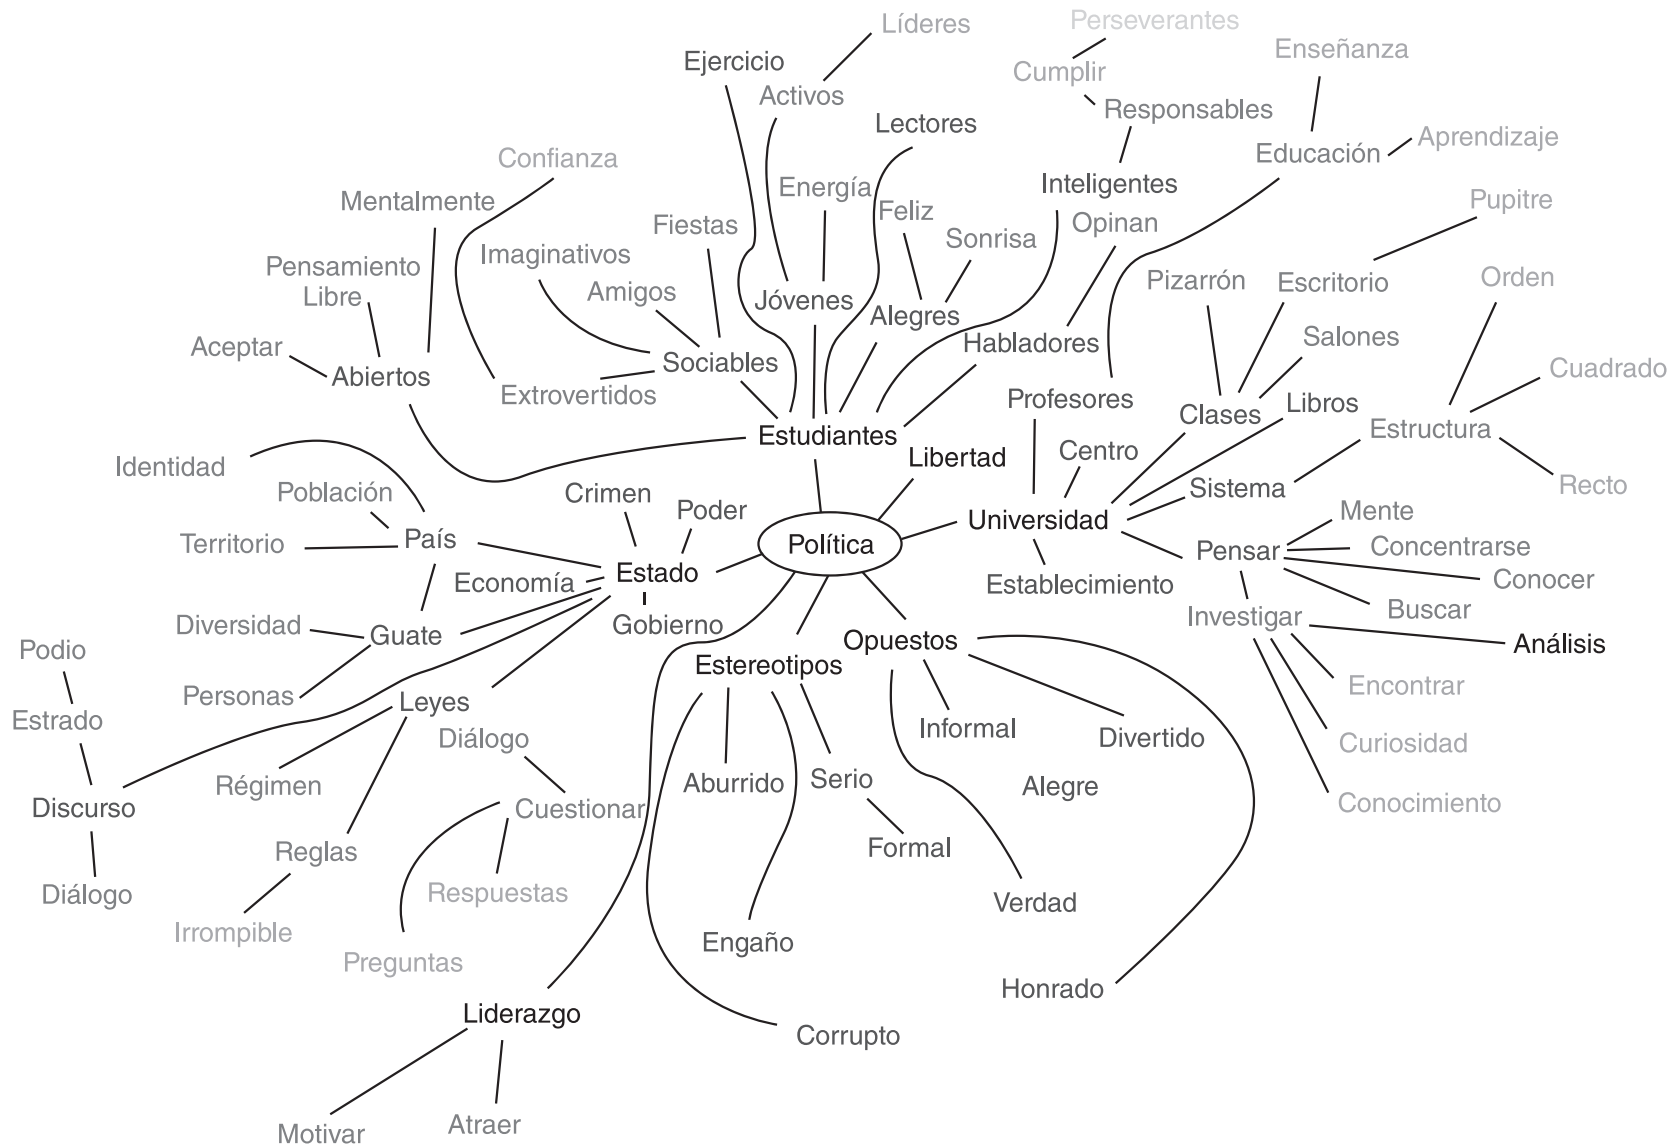 Líderes
Perseverantes
Ejercicio
Enseñanza
Cumplir
Activos
Responsables
Lectores
Aprendizaje
Educación
Confianza
Inteligentes
Energía
Mentalmente
Pupitre
Feliz
Opinan
Fiestas
Sonrisa
Imaginativos
Pensamiento
Libre
Amigos
Jóvenes
Pizarrón
Escritorio
Orden
Alegres
Salones
Aceptar
Habladores
Sociables
Abiertos
Cuadrado
Extrovertidos
Profesores
Clases
Libros
Estructura
Estudiantes
Centro
Libertad
Identidad
Población
Crimen
Sistema
Recto
Poder
Universidad
Mente
Territorio
País
Política
Pensar
Concentrarse
Economía
Estado
Establecimiento
Conocer
Buscar
Investigar
Diversidad
Guate
Gobierno
Opuestos
Análisis
Podio
Estereotipos
Personas
Leyes
Encontrar
Estrado
Diálogo
Informal
Divertido
Curiosidad
Régimen
Aburrido
Serio
Alegre
Discurso
Cuestionar
Conocimiento
Reglas
Formal
Diálogo
Respuestas
Verdad
Irrompible
Engaño
Preguntas
Honrado
Liderazgo
Corrupto
Motivar
Atraer